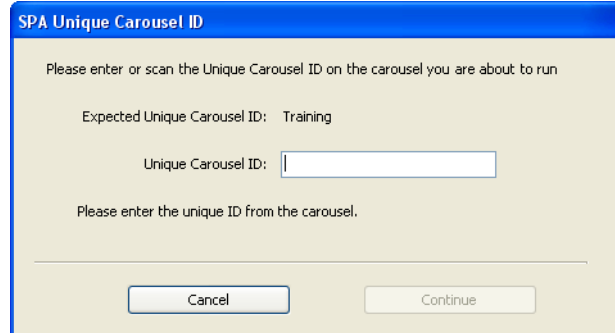 SPA Unique Carousel ID
Please enter or scan the Unique Carousel ID on the carousel you are about to run
Expected Unique Carousel ID: Training
Unique Carousel ID:
Please enter the unique ID from the carousel.
Cancel Continue